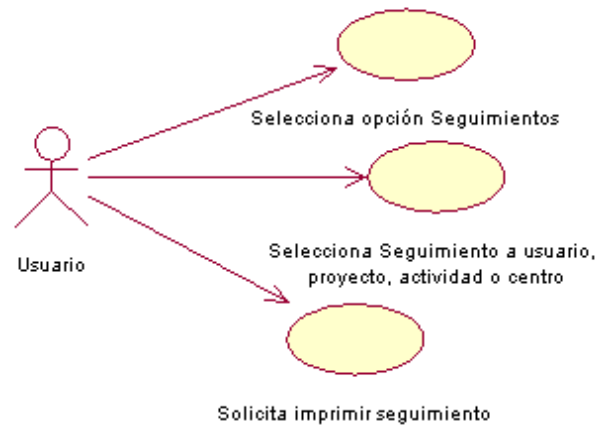 Selecciona opción Seguimientos
Usuario
Selecciona Seguimiento a usuario,
proyecto, actividad o centro
Solicita imprimir seguimiento